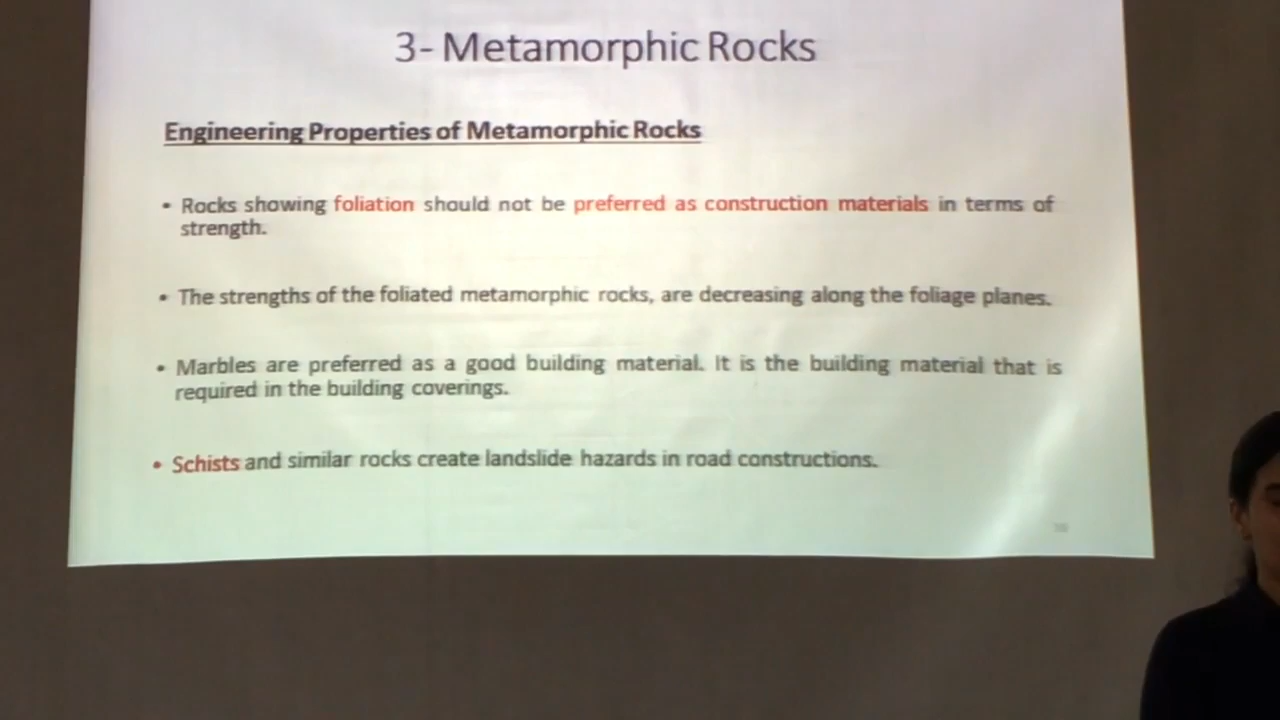 3- Metamorphic Rocks
Engineering Properties of Metamorphic Rocks
• Rocks showing foliation should not be preferred as construction materials in terms of
strength.
• The strengths of the foliated metamorphic rocks, are decreasing along the foliage planes.
• Marbles are preferred as a good building material. It is the building material that is
required in the building coverings.
• Schists and similar rocks create landslide hazards in road constructions.